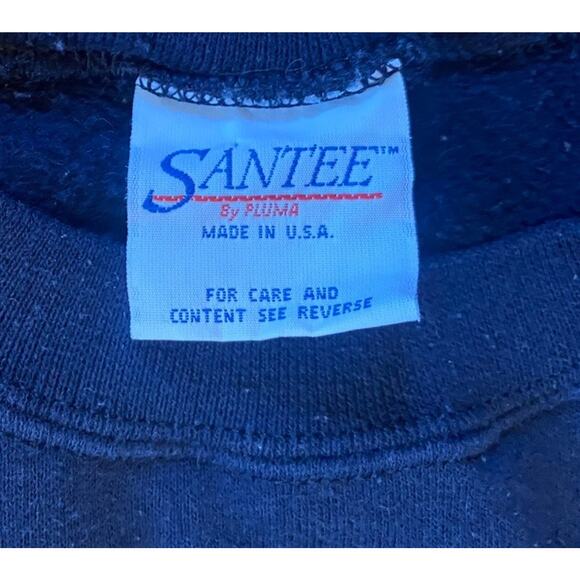 SANTEE™
By PLUMA
MADE IN U.S.A.
FOR CARE AND
CONTENT SEE REVERSE